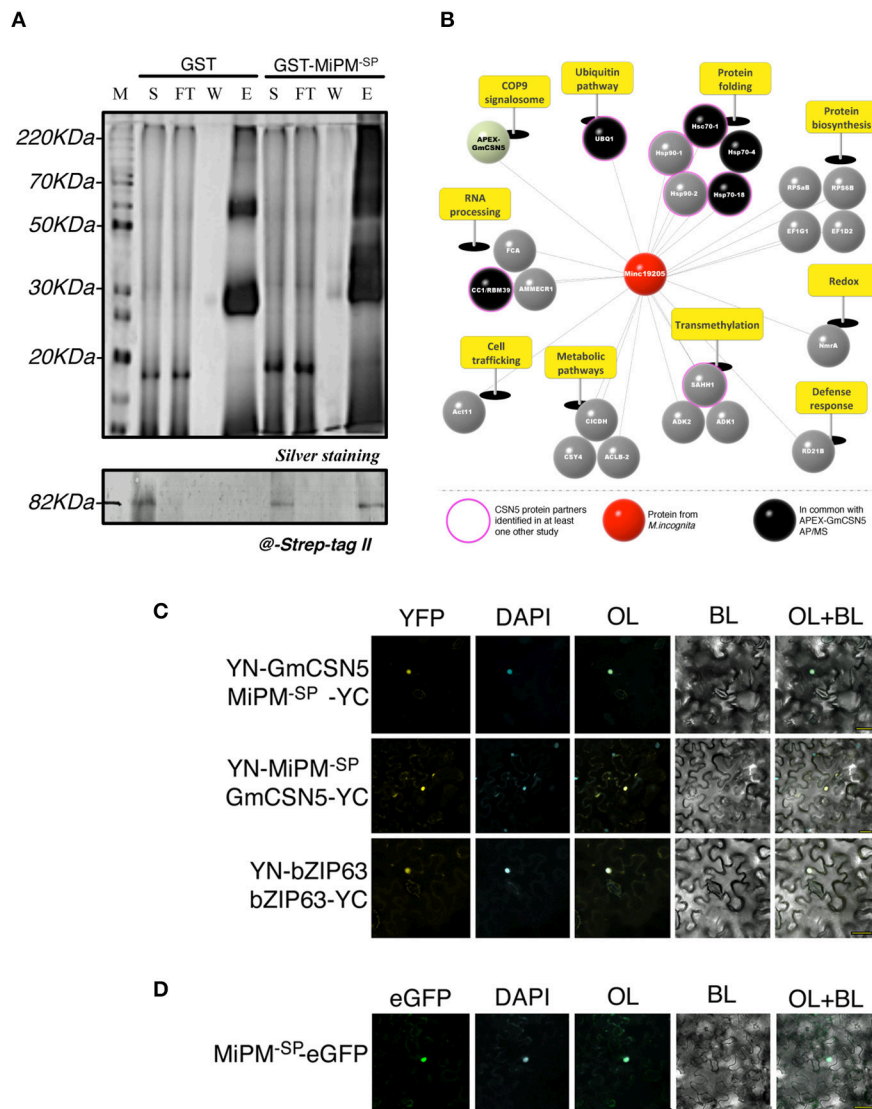 A
GST
GST-MiPM-SP
M S FT W E S FT W E
220KDa
70KDa
50KDa
30KDa
20KDa
Silver staining
82KDa
@-Strep-tag II
B
COP9
signalosome
Ubiquitin
pathway
Protein
folding
Protein
biosynthesis
APEX-
GmCSN5
UBQ1
Hsc70-1
Hsp90-1
Hsp70-4
Hsp90-2
Hsp70-18
RPSaB
RPS6B
EF1G1
EF1D2
RNA
processing
FCA
CC1/RBM39
AMMECR1
Minc19205
Redox
NmrA
Cell
trafficking
Act11
Metabolic
pathways
CICDH
CSY4
ACLB-2
Transmethylation
SAHH1
ADK2
ADK1
Defense
response
RD21B
CSN5 protein partners
identified in at least
one other study
Protein from
M.incognita
In common with
APEX-GmCSN5
AP/MS
C
YFP DAPI OL BL OL+BL
YN-GmCSN5
MiPM-SP -YC
YN-MiPM-SP
GmCSN5-YC
YN-bZIP63
bZIP63-YC
D
eGFP DAPI OL BL OL+BL
MiPM-SP-eGFP